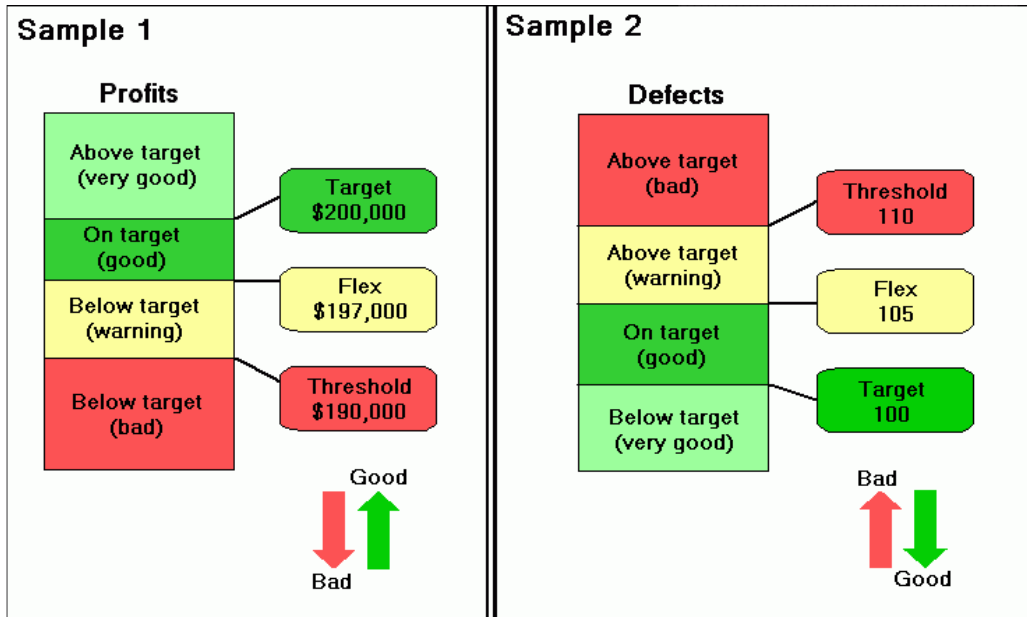 Sample 1
Profits
Above target
(very good)
Target
$200,000
On target
(good)
Flex
$197,000
Below target
(warning)
Threshold
$190,000
Below target
(bad)
Good
Bad
Sample 2
Defects
Above target
(bad)
Threshold
110
Above target
(warning)
Flex
105
On target
(good)
Target
100
Below target
(very good)
Bad
Good